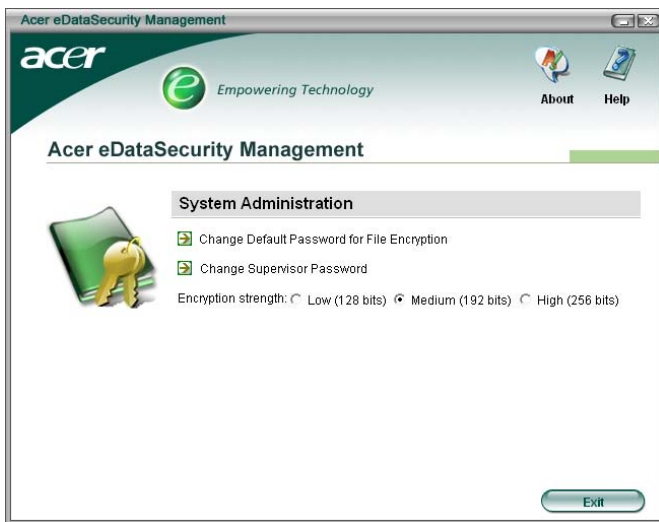 Acer eDataSecurity Management
acer
e Empowering Technology
About Help
Acer eDataSecurity Management
System Administration
Change Default Password for File Encryption
Change Supervisor Password
Encryption strength: Low (128 bits) Medium (192 bits) High (256 bits)
Exit